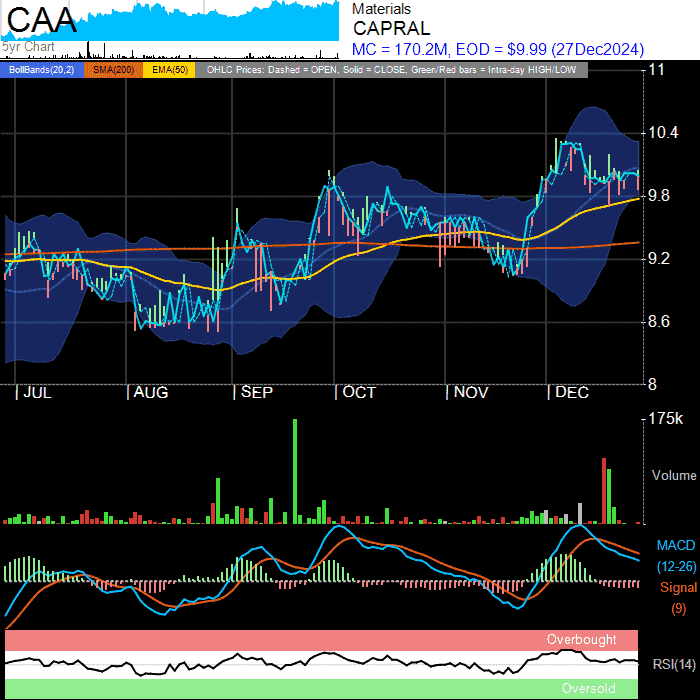 CAA
5yr Chart
Materials
CAPRAL
MC = 170.2M, EOD = $9.99 (27Dec2024)
BollBands(20,2) SMA(200) EMA(50) OHLC Prices: Dashed = OPEN, Solid = CLOSE, Green/Red bars = Intra-day HIGH/LOW
11
10.4
9.8
9.2
8.6
8
JUL AUG SEP OCT NOV DEC
175k
Volume
MACD
(12-26)
Signal
(9)
Overbought
RSI(14)
Oversold